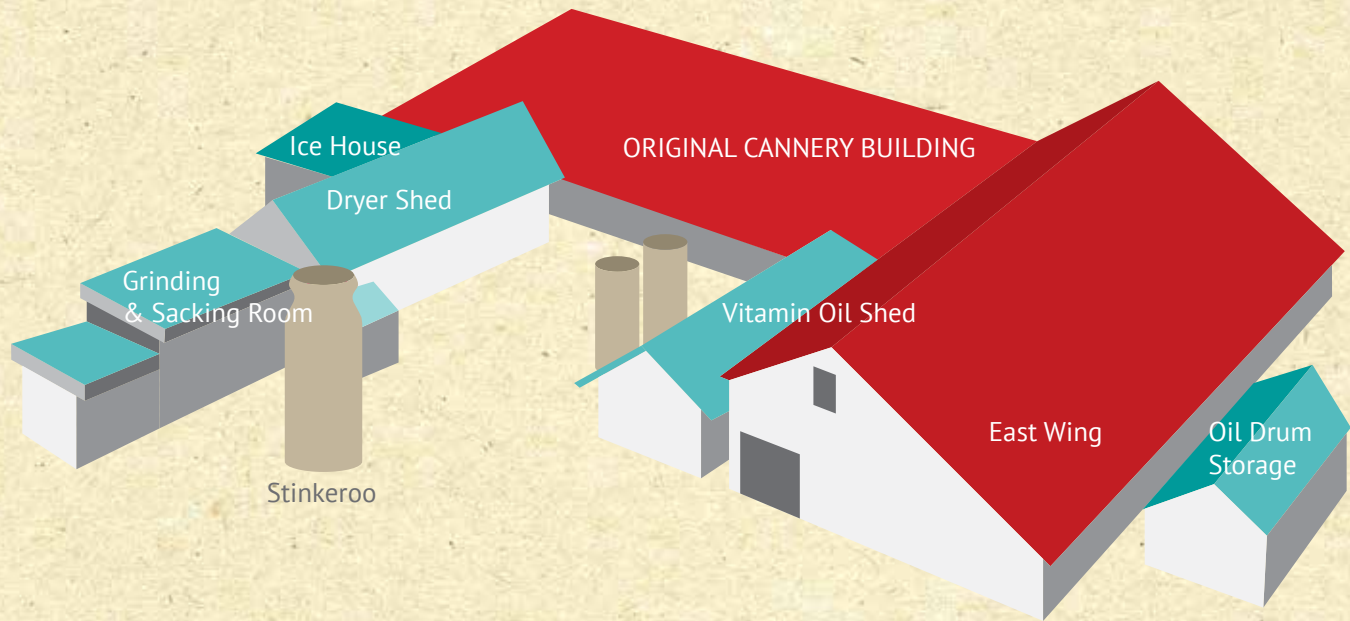 Ice House
ORIGINAL CANNERY BUILDING
Dryer Shed
Grinding
& Sacking Room
Vitamin Oil Shed
East Wing
Oil Drum
Storage
Stinkeroo